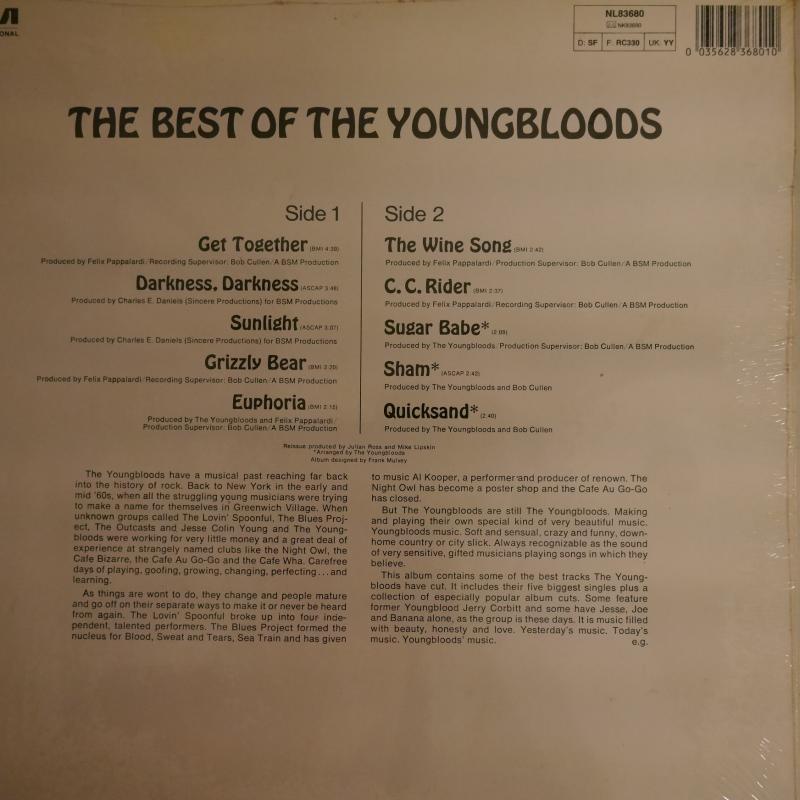 ONAL
NL83680
NK83680
D: SF F: RC330 UK: YY
0 035628 368010
THE BEST OF THE YOUNGBLOODS
Side 1
Get Together (BMI 4:39)
Produced by Felix Pappalardi/Recording Supervisor: Bob Cullen/A BSM Production
Darkness, Darkness (ASCAP 3:48)
Produced by Charles E. Daniels (Sincere Productions) for BSM Productions
Sunlight (ASCAP 3:07)
Produced by Charles E. Daniels (Sincere Productions) for BSM Productions
Grizzly Bear (BMI 2:20)
Produced by Felix Pappalardi/Recording Supervisor: Bob Cullen/A BSM Production
Euphoria (BMI 2:15)
Produced by The Youngbloods and Felix Pappalardi/
Production Supervisor: Bob Cullen/A BSM Production
Side 2
The Wine Song (BMI 2:42)
Produced by Felix Pappalardi/Production Supervisor: Bob Cullen/A BSM Production
C.C. Rider (BMI 2:37)
Produced by Felix Pappalardi/Recording Supervisor: Bob Cullen/A BSM Production
Sugar Babe* (2:05)
Produced by The Youngbloods/Production Supervisor: Bob Cullen/A BSM Production
Sham* (ASCAP 2:42)
Produced by The Youngbloods and Bob Cullen
Quicksand* (2:40)
Produced by The Youngbloods and Bob Cullen
Reissue produced by Julian Ross and Mike Lipskin
*Arranged by The Youngbloods
Album designed by Frank Mulvey
The Youngbloods have a musical past reaching far back
into the history of rock. Back to New York in the early and
mid '60s, when all the struggling young musicians were trying
to make a name for themselves in Greenwich Village. When
unknown groups called The Lovin' Spoonful, The Blues Proj-
ect, The Outcasts and Jesse Colin Young and The Young-
bloods were working for very little money and a great deal of
experience at strangely named clubs like the Night Owl, the
Cafe Bizarre, the Cafe Au Go-Go and the Cafe Wha. Carefree
days of playing, goofing, growing, changing, perfecting...and
learning.
As things are wont to do, they change and people mature
and go off on their separate ways to make it or never be heard
from again. The Lovin' Spoonful broke up into four inde-
pendent, talented performers. The Blues Project formed the
nucleus for Blood, Sweat and Tears, Sea Train and has given
to music Al Kooper, a performer and producer of renown. The
Night Owl has become a poster shop and the Cafe Au Go-Go
has closed.
But The Youngbloods are still The Youngbloods. Making
and playing their own special kind of very beautiful music.
Youngbloods music. Soft and sensual, crazy and funny, down-
home country or city slick. Always recognizable as the sound
of very sensitive, gifted musicians playing songs in which they
believe.
This album contains some of the best tracks The Young-
bloods have cut. It includes their five biggest singles plus a
collection of especially popular album cuts. Some feature
former Youngblood Jerry Corbitt and some have Jesse, Joe
and Banana alone, as the group is these days. It is music filled
with beauty, honesty and love. Yesterday's music. Today's
music. Youngbloods' music. e.g.